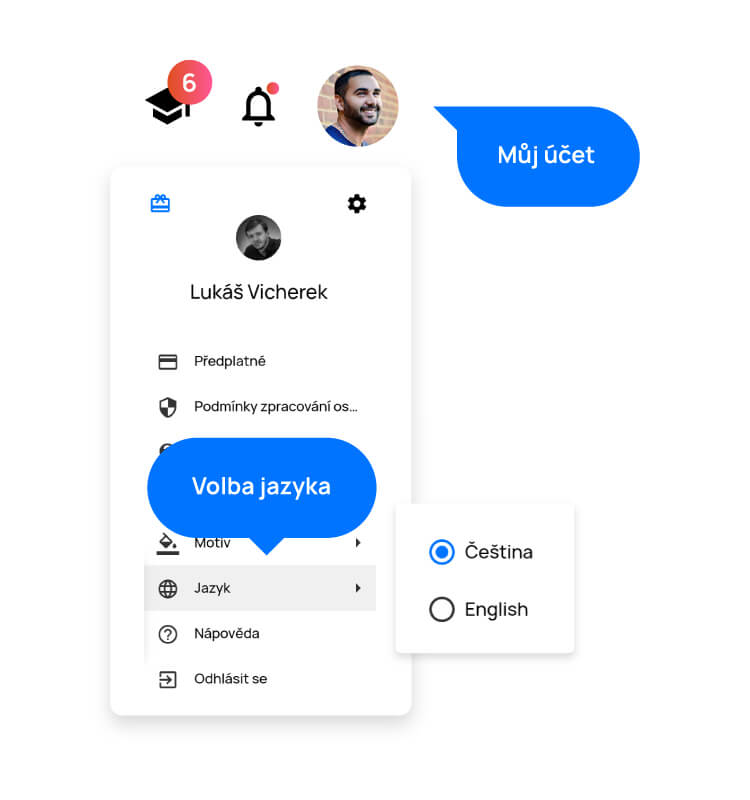 6
Můj účet
Lukáš Vicherek
Předplatné
Podmínky zpracování os...
Volba jazyka
Motiv
Jazyk
Čeština
English
Nápověda
Odhlásit se